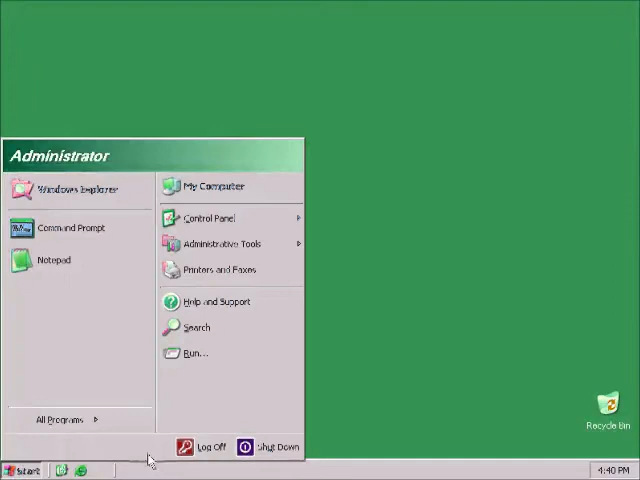 Administrator
Windows Explorer
Command Prompt
Notepad
All Programs
My Computer
Control Panel
Administrative Tools
Printers and Faxes
Help and Support
Search
Run...
Log Off
Shut Down
Recycle Bin
Start
4:40 PM